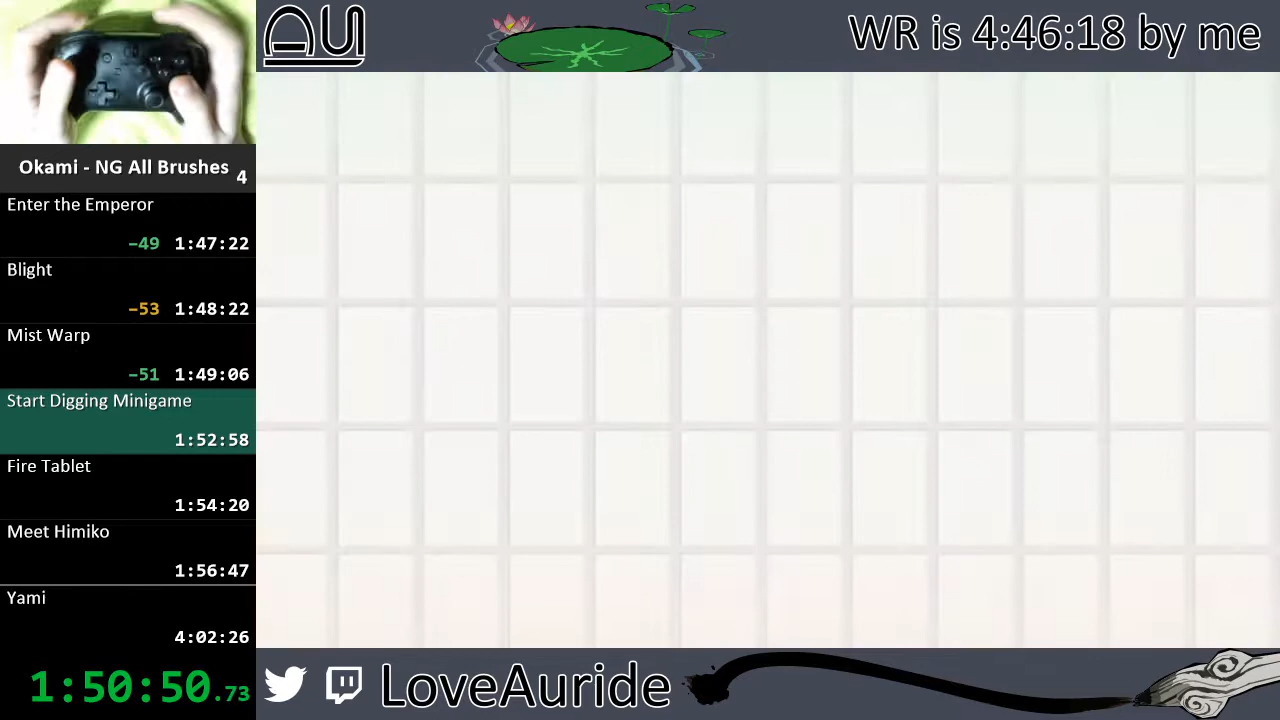 AU
WR is 4:46:18 by me
Okami - NG All Brushes
4
Enter the Emperor
-49 1:47:22
Blight
-53 1:48:22
Mist Warp
-51 1:49:06
Start Digging Minigame
1:52:58
Fire Tablet
1:54:20
Meet Himiko
1:56:47
Yami
4:02:26
1:50:50.73
LoveAuride